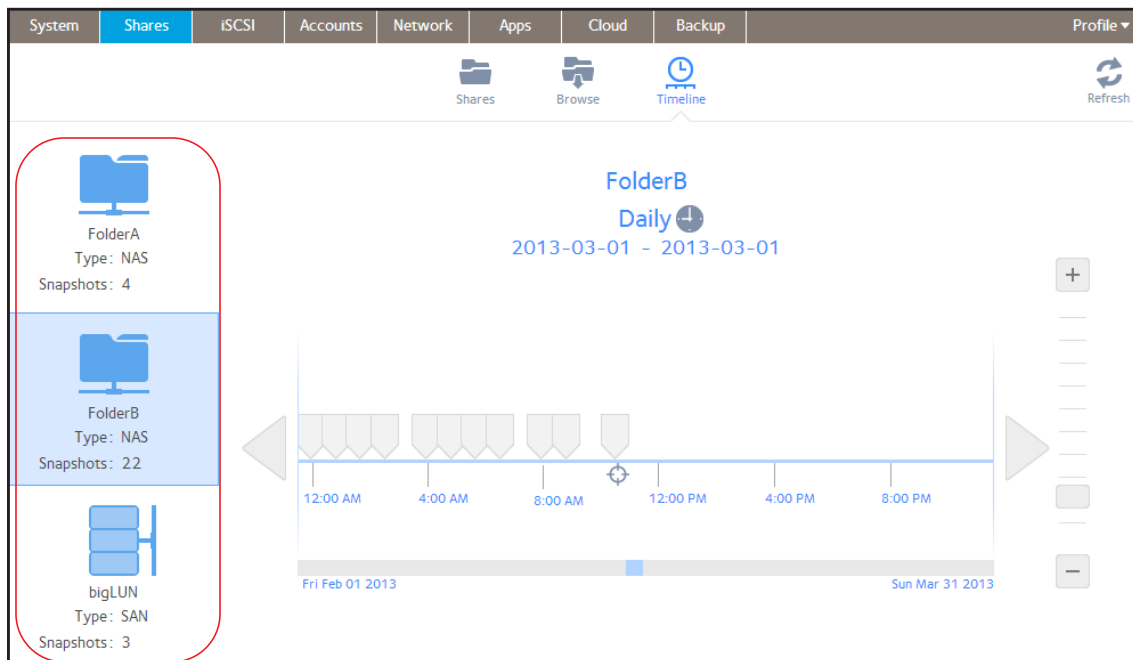 System Shares iSCSI Accounts Network Apps Cloud Backup Profile
Shares Browse Timeline Refresh
FolderA
Type: NAS
Snapshots: 4
FolderB
Type: NAS
Snapshots: 22
bigLUN
Type: SAN
Snapshots: 3
FolderB
Daily
2013-03-01 - 2013-03-01
+
12:00 AM 4:00 AM 8:00 AM 12:00 PM 4:00 PM 8:00 PM
Fri Feb 01 2013 Sun Mar 31 2013
−